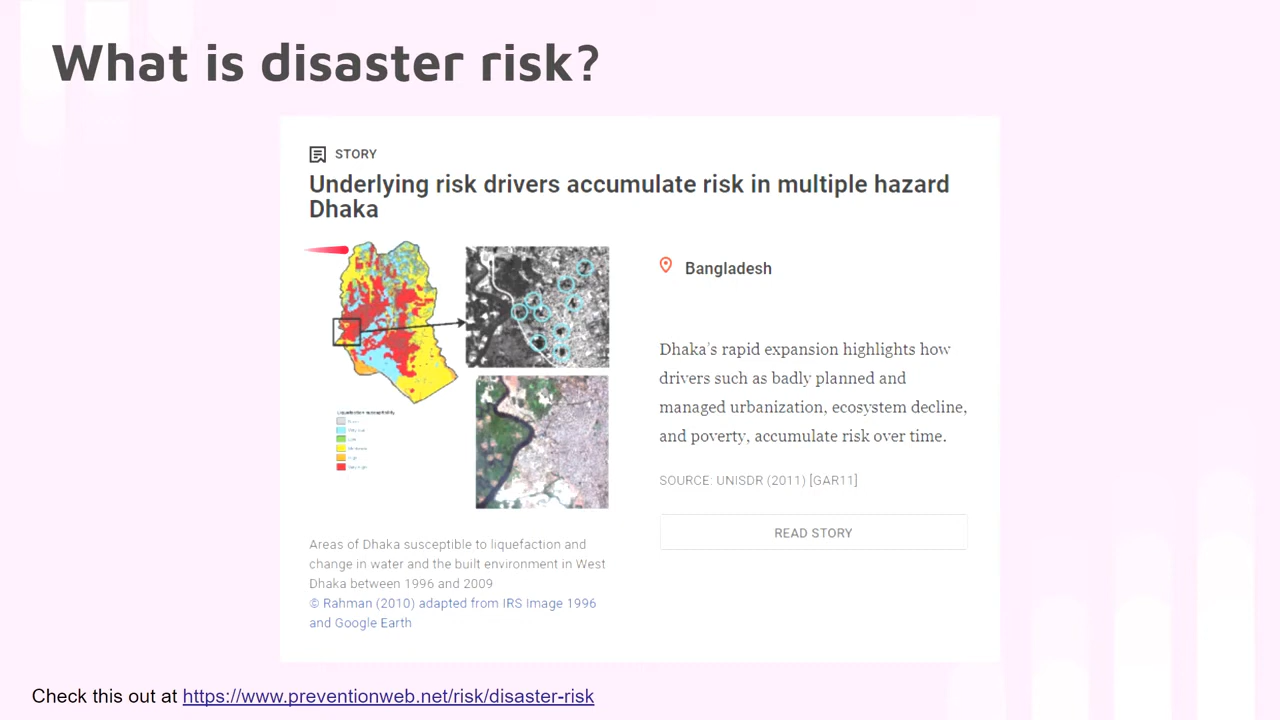 What is disaster risk?
STORY
Underlying risk drivers accumulate risk in multiple hazard
Dhaka
Bangladesh
Dhaka's rapid expansion highlights how
drivers such as badly planned and
managed urbanization, ecosystem decline,
and poverty, accumulate risk over time.
SOURCE: UNISDR (2011) [GAR11]
READ STORY
Liquefaction susceptibility
Areas of Dhaka susceptible to liquefaction and
change in water and the built environment in West
Dhaka between 1996 and 2009
© Rahman (2010) adapted from IRS Image 1996
and Google Earth
Check this out at https://www.preventionweb.net/risk/disaster-risk